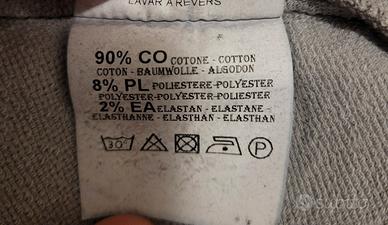 LAVAR A REVERS
90% CO COTONE - COTTON
COTON - BAUMWOLLE - ALGODON
8% PL POLIESTERE-POLYESTER
POLYESTER-POLYESTER-POLIESTER
2% EA ELASTAN - ELASTANE
ELASTHANNE - ELASTHAN - ELASTHAN
30° P
subito